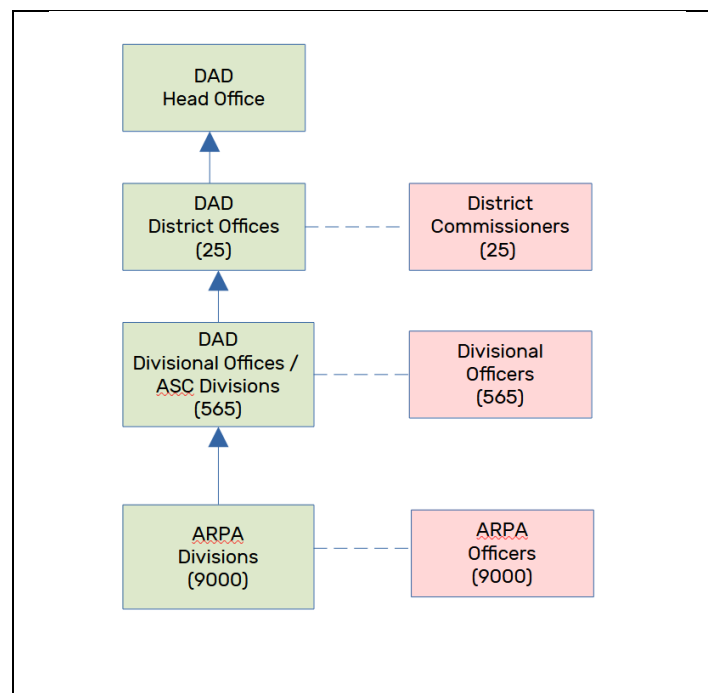 DAD
Head Office
DAD
District Offices
(25)
District
Commissioners
(25)
DAD
Divisional Offices /
ASC Divisions
(565)
Divisional
Officers
(565)
ARPA
Divisions
(9000)
ARPA
Officers
(9000)